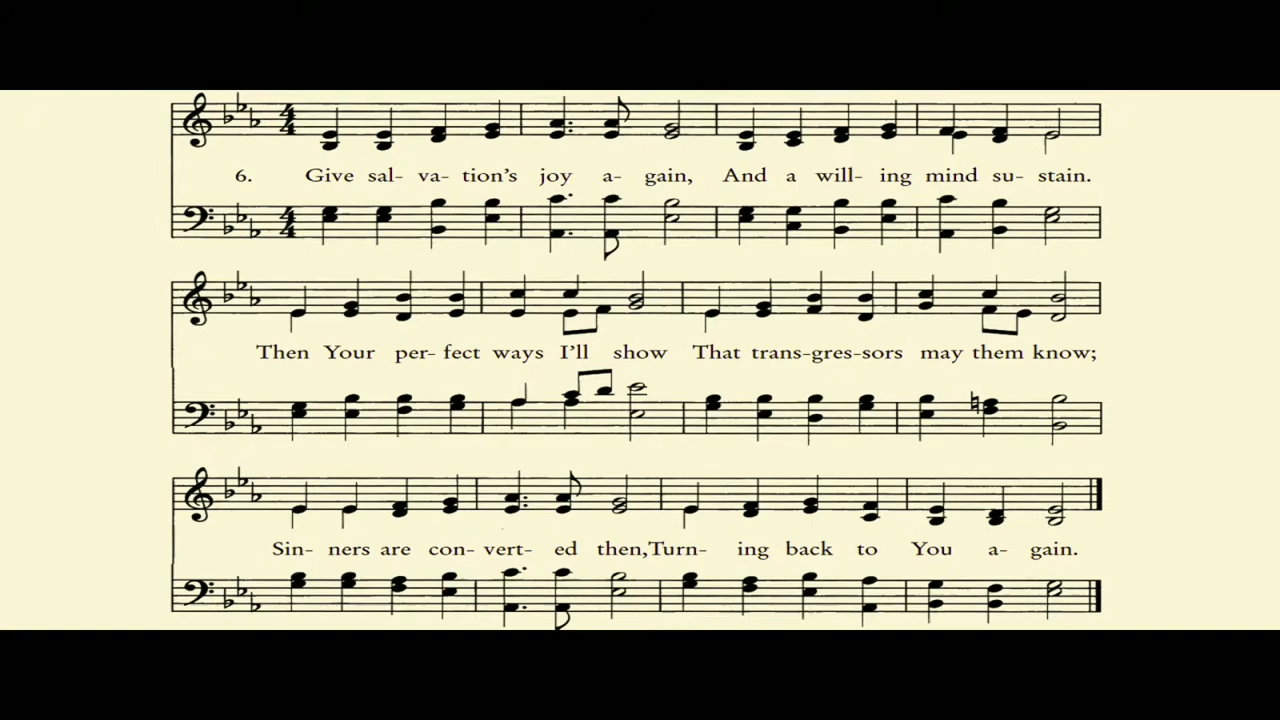 6. Give sal- va- tion's joy a- gain, And a will- ing mind su- stain.
Then Your per- fect ways I'll show That trans-gres-sors may them know;
Sin- ners are con- vert- ed then,Turn- ing back to You a- gain.